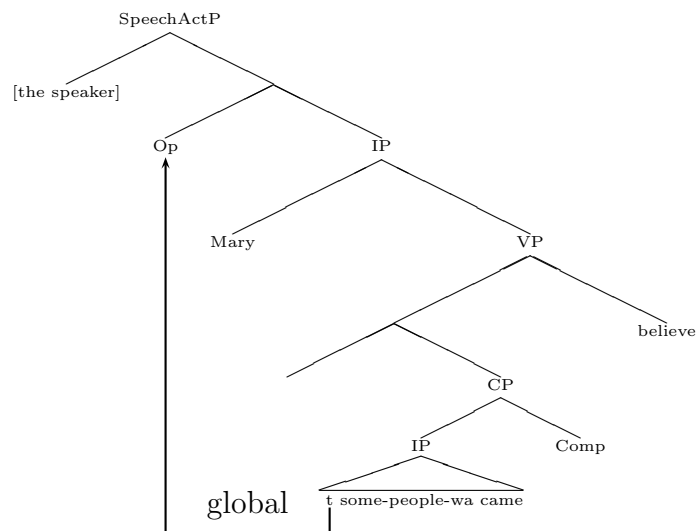 SpeechActP
[the speaker]
Op IP
Mary VP
believe
CP
IP Comp
t some-people-wa came
global